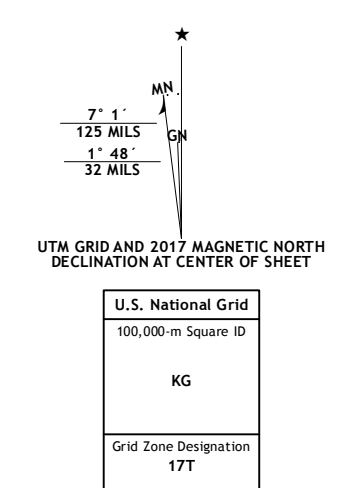 ★
MN
7° 1´
125 MILS
GN
1° 48´
32 MILS
UTM GRID AND 2017 MAGNETIC NORTH
DECLINATION AT CENTER OF SHEET
U.S. National Grid
100,000-m Square ID
KG
Grid Zone Designation
17T